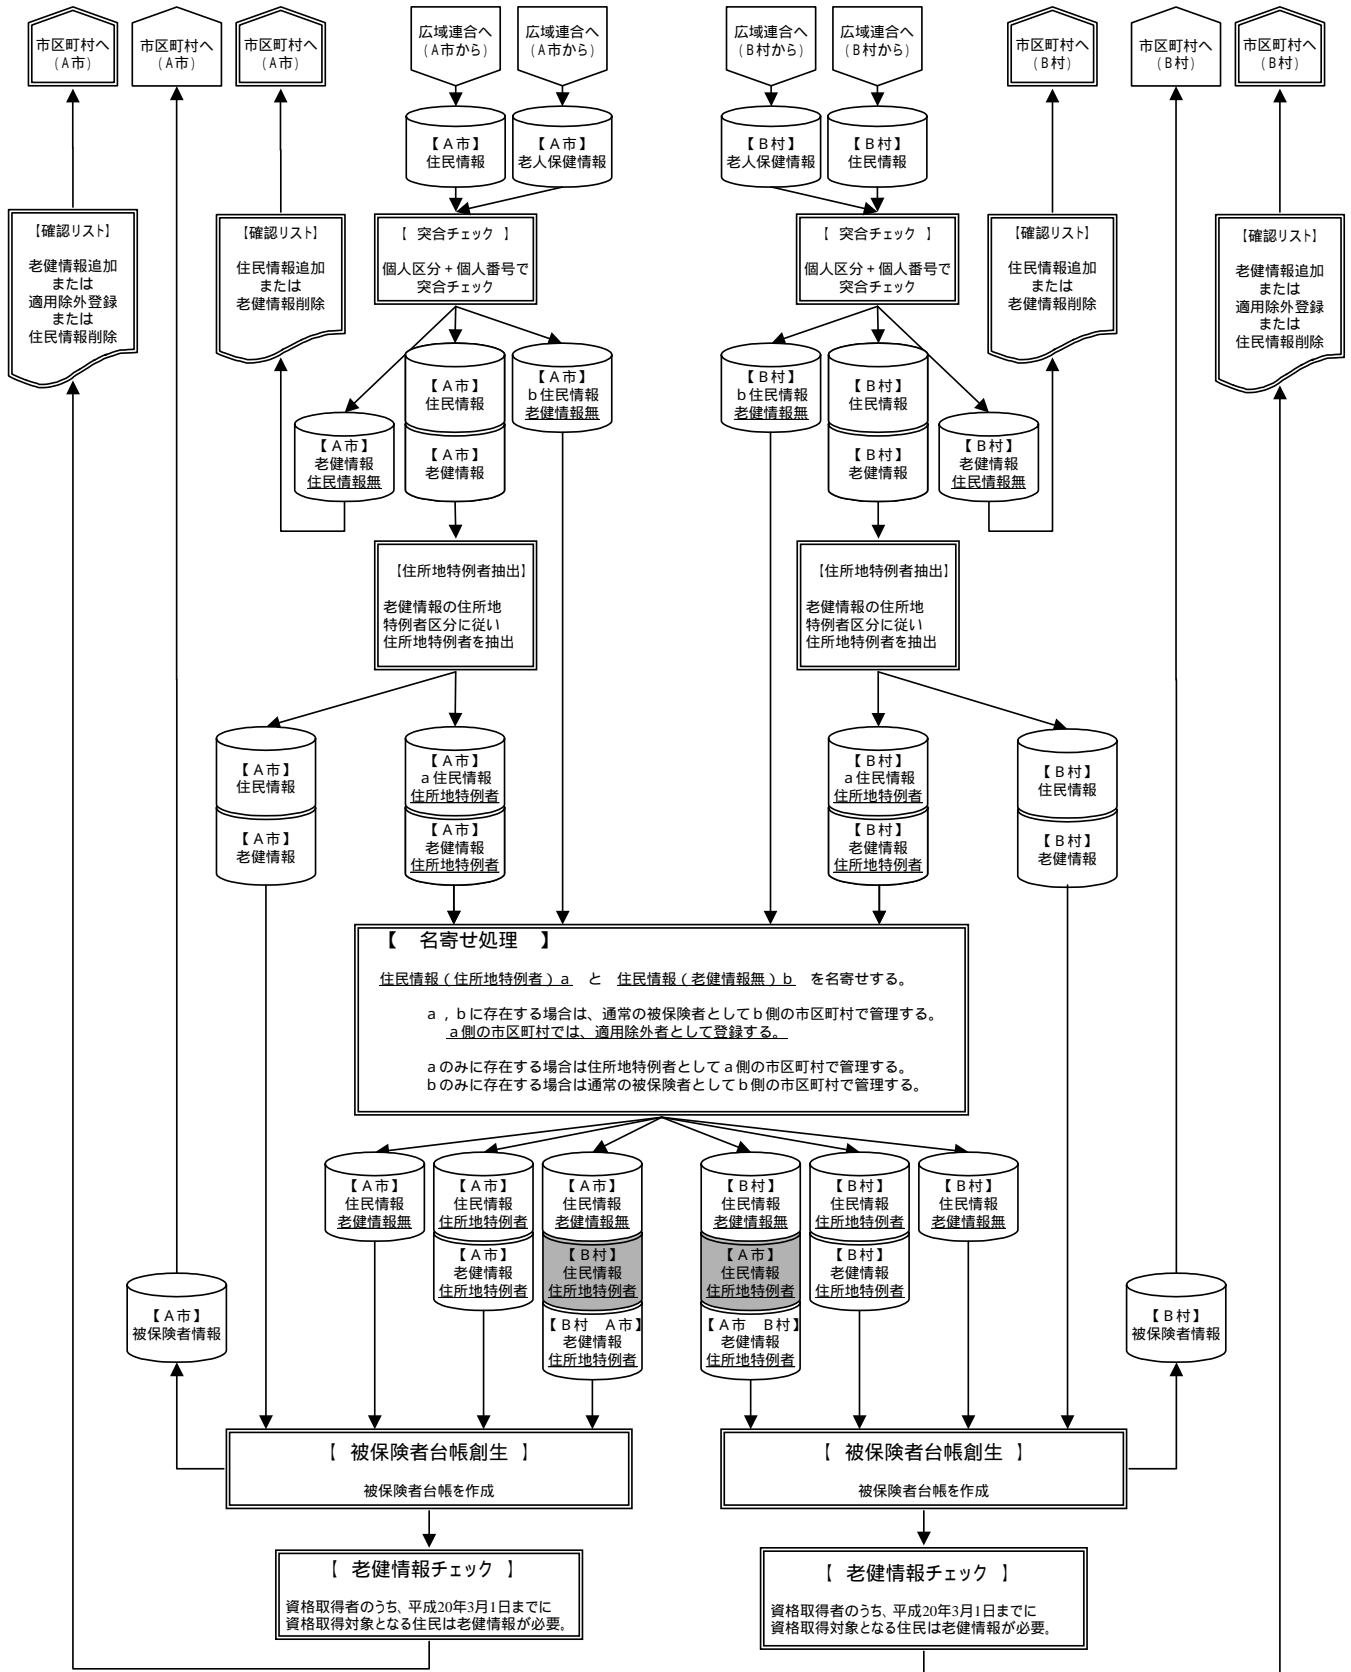 市区町村へ
(A市)
市区町村へ
(A市)
市区町村へ
(A市)
広域連合へ
(A市から)
広域連合へ
(A市から)
広域連合へ
(B村から)
広域連合へ
(B村から)
市区町村へ
(B村)
市区町村へ
(B村)
市区町村へ
(B村)
【A市】
住民情報
【A市】
老人保健情報
【B村】
老人保健情報
【B村】
住民情報
【確認リスト】
老健情報追加
または
適用除外登録
または
住民情報削除
【確認リスト】
住民情報追加
または
老健情報削除
【 突合チェック 】
個人区分+個人番号で
突合チェック
【 突合チェック 】
個人区分+個人番号で
突合チェック
【確認リスト】
住民情報追加
または
老健情報削除
【確認リスト】
老健情報追加
または
適用除外登録
または
住民情報削除
【A市】
老健情報
住民情報無
【A市】
住民情報
【A市】
老健情報
【A市】
b住民情報
老健情報無
【B村】
b住民情報
老健情報無
【B村】
住民情報
【B村】
老健情報
【B村】
老健情報
住民情報無
【住所地特例者抽出】
老健情報の住所地
特例者区分に従い
住所地特例者を抽出
【住所地特例者抽出】
老健情報の住所地
特例者区分に従い
住所地特例者を抽出
【A市】
住民情報
【A市】
老健情報
【A市】
a住民情報
住所地特例者
【A市】
老健情報
住所地特例者
【B村】
a住民情報
住所地特例者
【B村】
老健情報
住所地特例者
【B村】
住民情報
【B村】
老健情報
【 名寄せ処理 】
住民情報(住所地特例者)a と 住民情報(老健情報無)b を名寄せする。
a,bに存在する場合は、通常の被保険者としてb側の市区町村で管理する。
a側の市区町村では、適用除外者として登録する。
aのみに存在する場合は住所地特例者としてa側の市区町村で管理する。
bのみに存在する場合は通常の被保険者としてb側の市区町村で管理する。
【A市】
住民情報
老健情報無
【A市】
住民情報
住所地特例者
【A市】
老健情報
住所地特例者
【A市】
住民情報
老健情報無
【B村】
住民情報
住所地特例者
【B村 A市】
老健情報
住所地特例者
【B村】
住民情報
老健情報無
【A市】
住民情報
住所地特例者
【A市 B村】
老健情報
住所地特例者
【B村】
住民情報
住所地特例者
【B村】
老健情報
住所地特例者
【B村】
住民情報
老健情報無
【A市】
被保険者情報
【B村】
被保険者情報
【 被保険者台帳創生 】
被保険者台帳を作成
【 被保険者台帳創生 】
被保険者台帳を作成
【 老健情報チェック 】
資格取得者のうち、平成20年3月1日までに
資格取得対象となる住民は老健情報が必要。
【 老健情報チェック 】
資格取得者のうち、平成20年3月1日までに
資格取得対象となる住民は老健情報が必要。